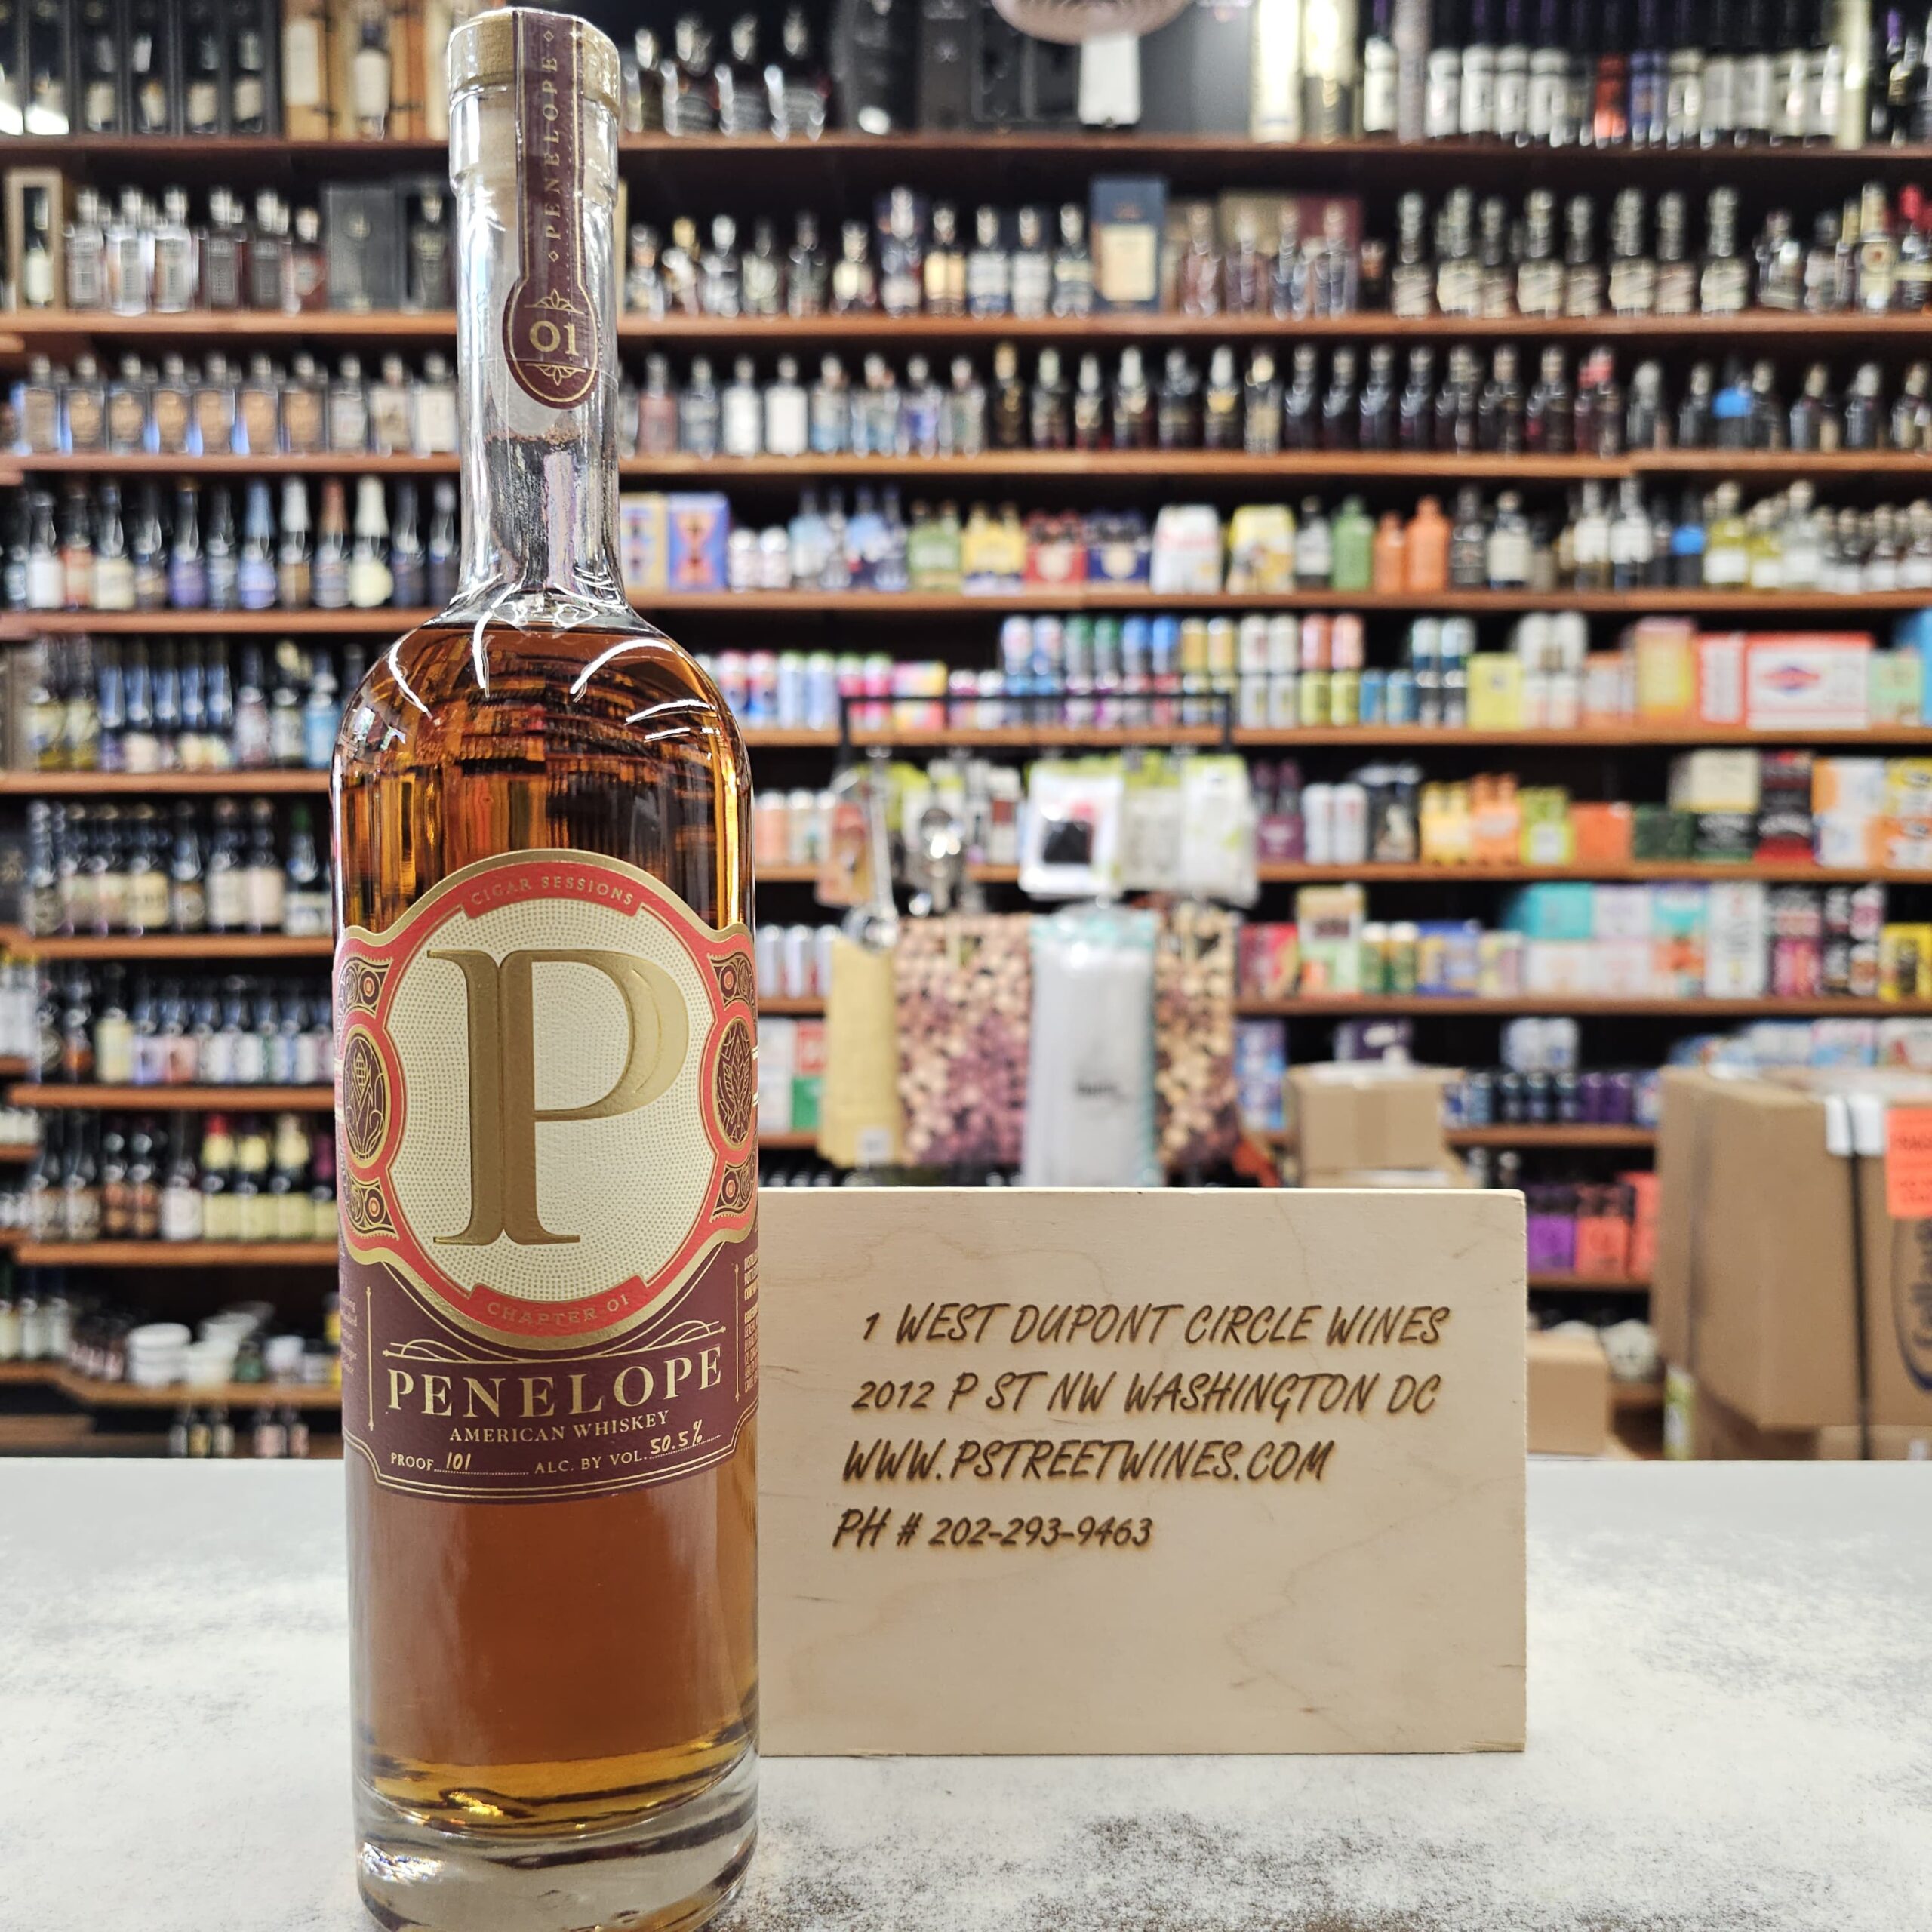 PENELOPE
01
CIGAR SESSIONS
P
CHAPTER 01
PENELOPE
AMERICAN WHISKEY
PROOF 101 ALC. BY VOL. 50.5%
1 WEST DUPONT CIRCLE WINES
2012 P ST NW WASHINGTON DC
WWW.PSTREETWINES.COM
PH # 202-293-9463